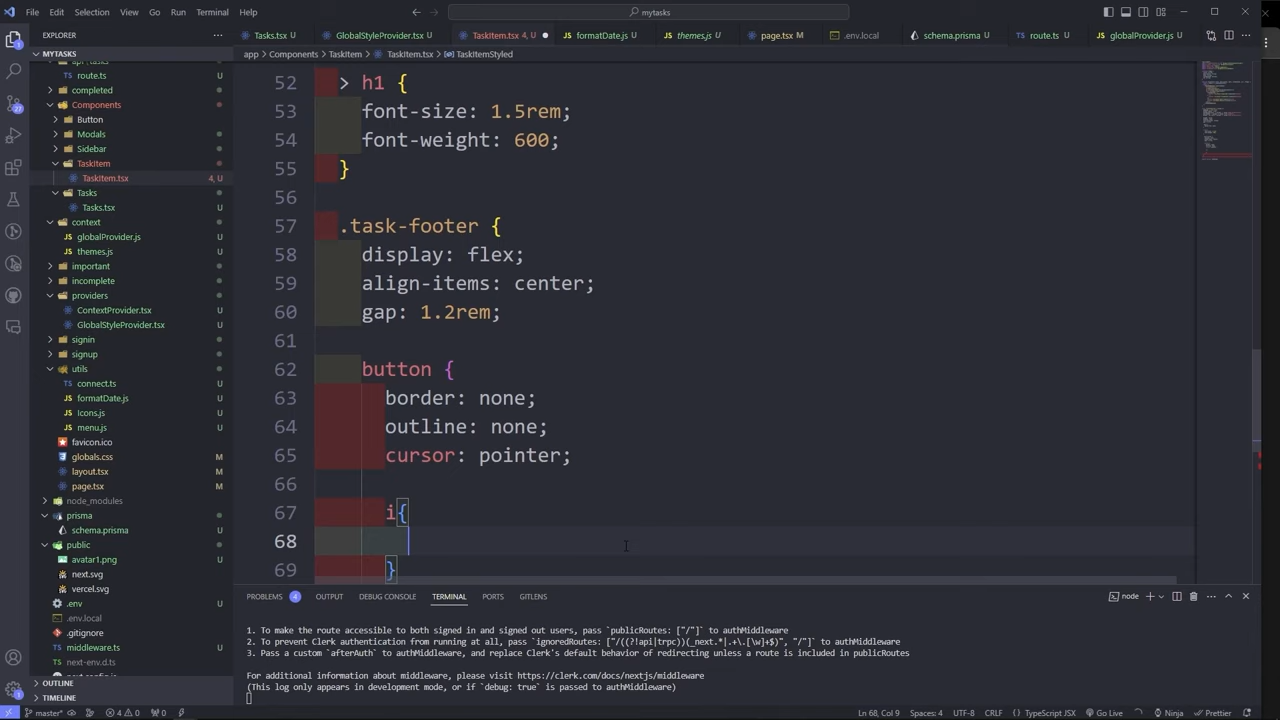 File Edit Selection View Go Run Terminal Help
mytasks
EXPLORER
Tasks.tsx U
GlobalStyleProvider.tsx U
TaskItem.tsx 4, U
formatDate.js U
themes.js U
page.tsx M
.env.local
schema.prisma U
route.ts U
globalProvider.js U
MYTASKS
app > Components > TaskItem > TaskItem.tsx > TaskItemStyled
route.ts U
completed
Components
Button
Modals
Sidebar
TaskItem
TaskItem.tsx 4, U
Tasks
Tasks.tsx U
context
globalProvider.js U
themes.js U
important
incomplete
providers
ContextProvider.tsx U
GlobalStyleProvider.tsx U
signin
signup
utils
connect.ts U
formatDate.js U
Icons.js U
menu.js U
favicon.ico
globals.css M
layout.tsx M
page.tsx M
node_modules
prisma
schema.prisma U
public
avatar1.png U
next.svg
vercel.svg
.env
.env.local
.gitignore
middleware.ts U
next-env.d.ts
OUTLINE
TIMELINE
52 > h1 {
53 font-size: 1.5rem;
54 font-weight: 600;
55 }
56
57 .task-footer {
58 display: flex;
59 align-items: center;
60 gap: 1.2rem;
61
62 button {
63 border: none;
64 outline: none;
65 cursor: pointer;
66
67 i{
68
69 }
PROBLEMS 4 OUTPUT DEBUG CONSOLE TERMINAL PORTS GITLENS
node
1. To make the route accessible to both signed in and signed out users, pass `publicRoutes: ["/"]` to authMiddleware
2. To prevent Clerk authentication from running at all, pass `ignoredRoutes: ["/((?!api|trpc))(_next.*|.+\.[\w]+$)", "/"]` to authMiddleware
3. Pass a custom `afterAuth` to authMiddleware, and replace Clerk's default behavior of redirecting unless a route is included in publicRoutes
For additional information about middleware, please visit https://clerk.com/docs/nextjs/middleware
(This log only appears in development mode, or if `debug: true` is passed to authMiddleware)
master* 4 0 0 Ln 68, Col 9 Spaces: 4 UTF-8 CRLF TypeScript JSX Go Live Ninja Prettier